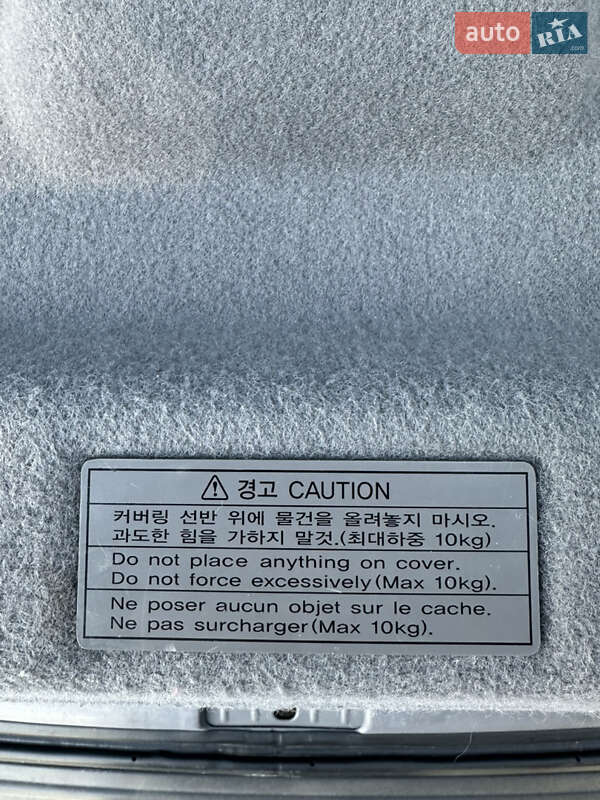 auto RIA.com
⚠ 경고 CAUTION
커버링 선반 위에 물건을 올려놓지 마시오.
과도한 힘을 가하지 말것.(최대하중 10kg)
Do not place anything on cover.
Do not force excessively(Max 10kg).
Ne poser aucun objet sur le cache.
Ne pas surcharger(Max 10kg).